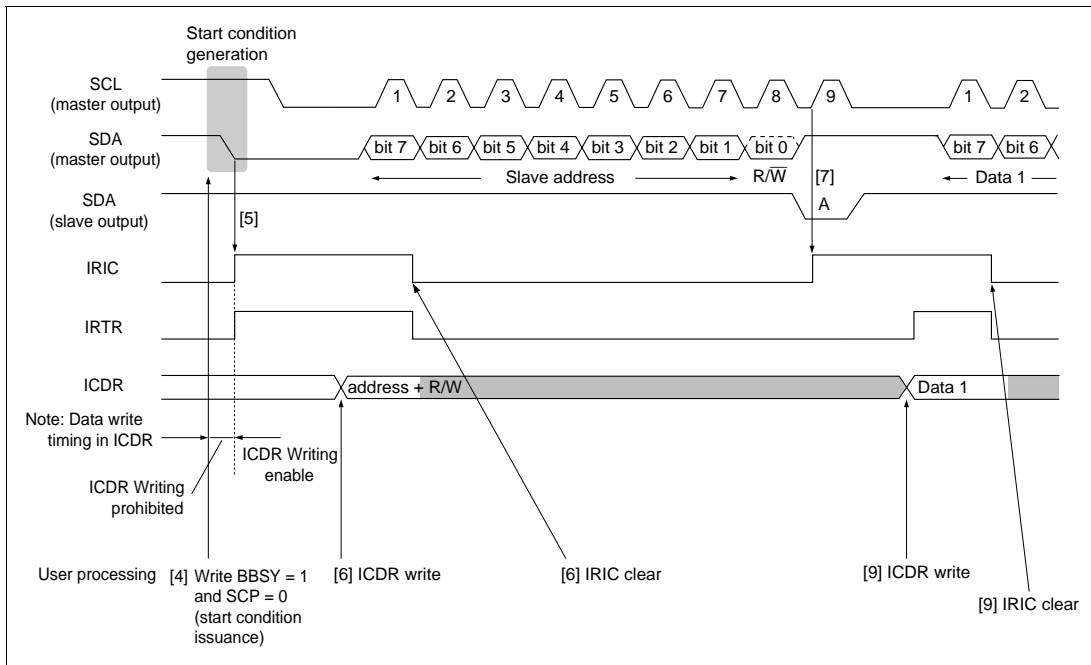 Start condition
generation
SCL
(master output)
1 2 3 4 5 6 7 8 9 1 2
SDA
(master output)
bit 7 bit 6 bit 5 bit 4 bit 3 bit 2 bit 1 bit 0 bit 7 bit 6
Slave address R/W̅ [7] Data 1
SDA
(slave output)
A
[5]
IRIC
IRTR
ICDR
address + R/W
Data 1
Note: Data write
timing in ICDR
ICDR Writing
enable
ICDR Writing
prohibited
User processing
[4] Write BBSY = 1
and SCP = 0
(start condition
issuance)
[6] ICDR write
[6] IRIC clear
[9] ICDR write
[9] IRIC clear